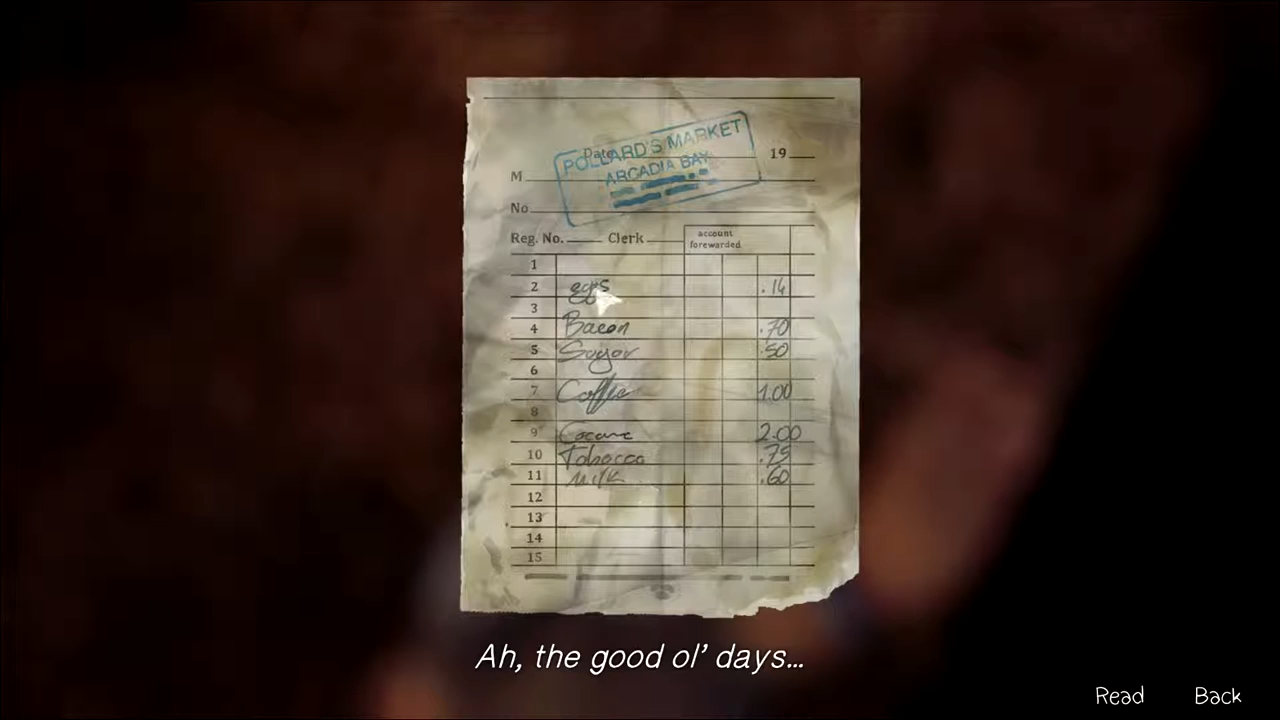 POLLARD'S MARKET
ARCADIA BAY
Date 19
M
No
Reg. No. Clerk account forewarded
1
2 eggs .14
3
4 Bacon .70
5 Sugar .50
6
7 Coffee 1.00
8
9 Cocane 2.00
10 Tobacco .75
11 Milk .60
12
13
14
15
Ah, the good ol' days...
Read Back